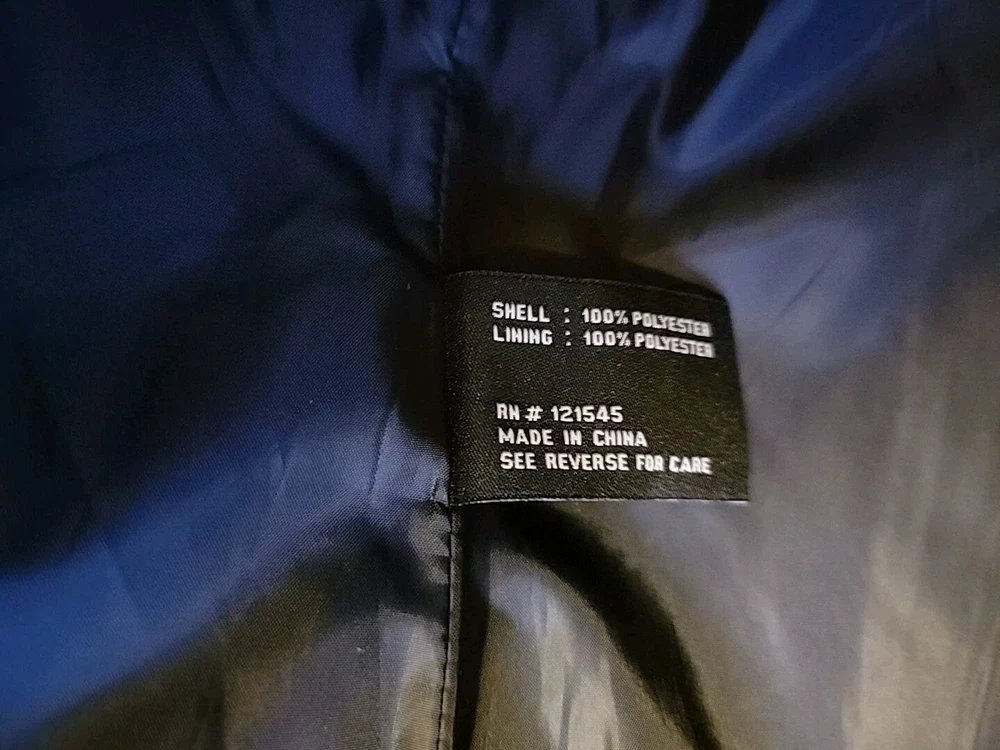 SHELL : 100% POLYESTER
LINING : 100% POLYESTER
RN # 121545
MADE IN CHINA
SEE REVERSE FOR CARE